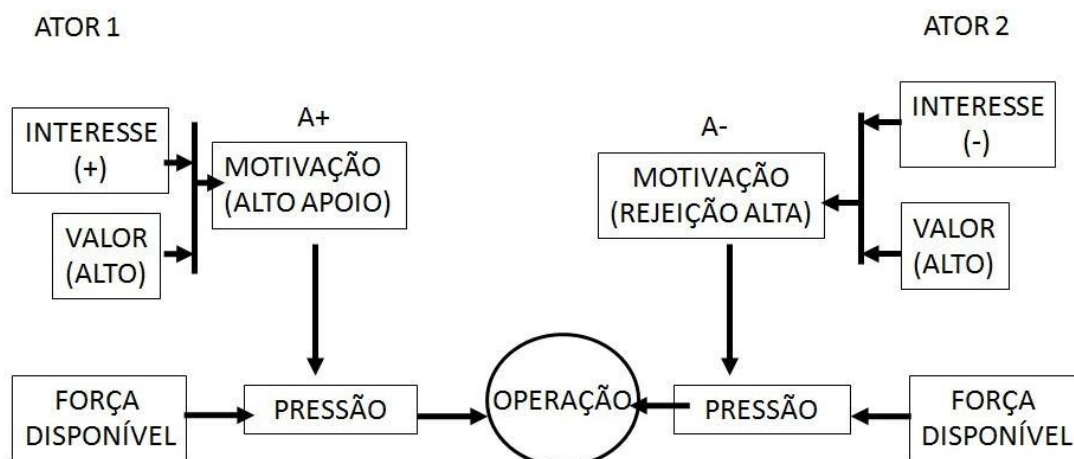 ATOR 1
ATOR 2
INTERESSE
(+)
A+
MOTIVAÇÃO
(ALTO APOIO)
VALOR
(ALTO)
A-
MOTIVAÇÃO
(REJEIÇÃO ALTA)
INTERESSE
(-)
VALOR
(ALTO)
FORÇA
DISPONÍVEL
PRESSÃO
OPERAÇÃO
PRESSÃO
FORÇA
DISPONÍVEL